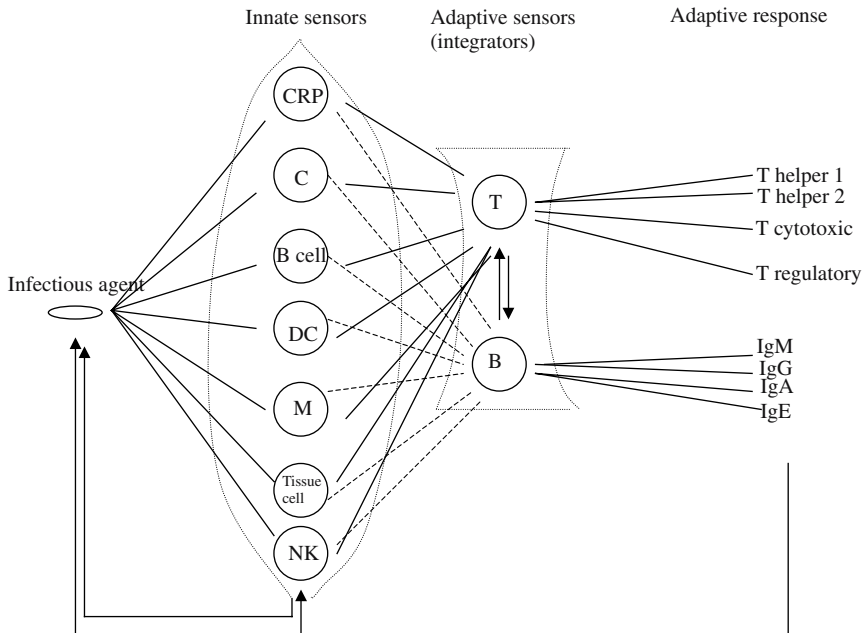 Innate sensors
Adaptive sensors
(integrators)
Adaptive response
CRP
C
B cell
DC
M
Tissue
cell
NK
Infectious agent
T
B
T helper 1
T helper 2
T cytotoxic
T regulatory
IgM
IgG
IgA
IgE